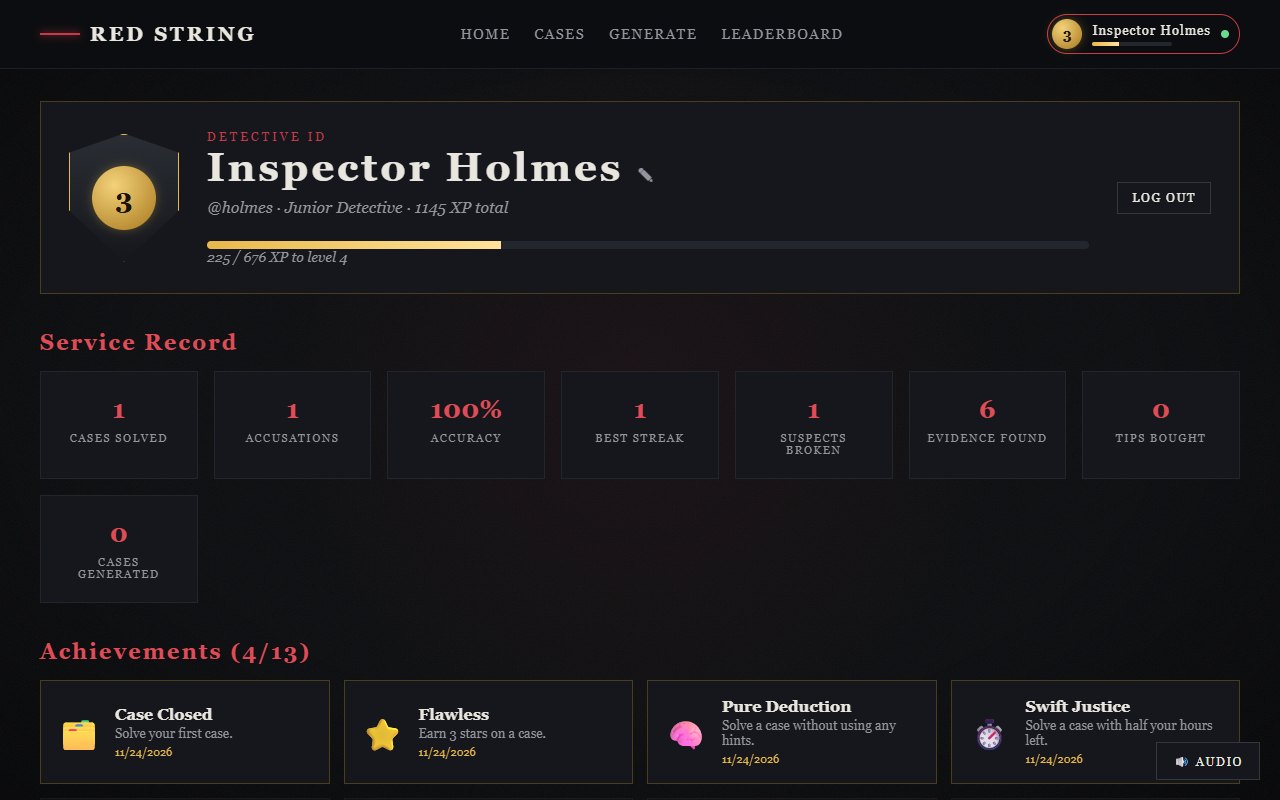 RED STRING
HOME CASES GENERATE LEADERBOARD
3 Inspector Holmes
DETECTIVE ID
3
Inspector Holmes
@holmes · Junior Detective · 1145 XP total
225 / 676 XP to level 4
LOG OUT
Service Record
1
CASES SOLVED
1
ACCUSATIONS
100%
ACCURACY
1
BEST STREAK
1
SUSPECTS
BROKEN
6
EVIDENCE FOUND
0
TIPS BOUGHT
0
CASES
GENERATED
Achievements (4/13)
Case Closed
Solve your first case.
11/24/2026
Flawless
Earn 3 stars on a case.
11/24/2026
Pure Deduction
Solve a case without using any
hints.
11/24/2026
Swift Justice
Solve a case with half your hours
left.
11/24/2026
AUDIO